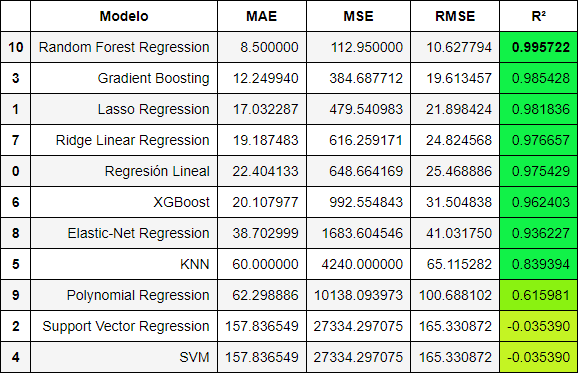 Modelo MAE MSE RMSE R²
10 Random Forest Regression 8.500000 112.950000 10.627794 0.995722
3 Gradient Boosting 12.249940 384.687712 19.613457 0.985428
1 Lasso Regression 17.032287 479.540983 21.898424 0.981836
7 Ridge Linear Regression 19.187483 616.259171 24.824568 0.976657
0 Regresión Lineal 22.404133 648.664169 25.468886 0.975429
6 XGBoost 20.107977 992.554843 31.504838 0.962403
8 Elastic-Net Regression 38.702999 1683.604546 41.031750 0.936227
5 KNN 60.000000 4240.000000 65.115282 0.839394
9 Polynomial Regression 62.298886 10138.093973 100.688102 0.615981
2 Support Vector Regression 157.836549 27334.297075 165.330872 -0.035390
4 SVM 157.836549 27334.297075 165.330872 -0.035390